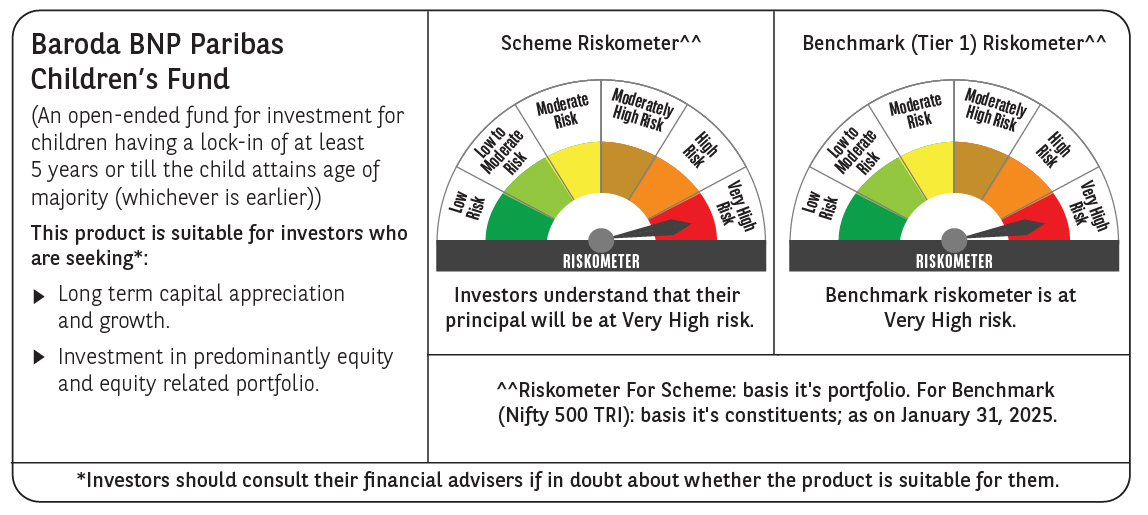 Baroda BNP Paribas
Children's Fund
(An open-ended fund for investment for
children having a lock-in of at least
5 years or till the child attains age of
majority (whichever is earlier))
This product is suitable for investors who
are seeking*:
Long term capital appreciation
and growth.
Investment in predominantly equity
and equity related portfolio.
Scheme Riskometer^^
Low
Risk
Low to
Moderate
Risk
Moderate
Risk
Moderately
High Risk
High
Risk
Very High
Risk
RISKOMETER
Investors understand that their
principal will be at Very High risk.
Benchmark (Tier 1) Riskometer^^
Low
Risk
Low to
Moderate
Risk
Moderate
Risk
Moderately
High Risk
High
Risk
Very High
Risk
RISKOMETER
Benchmark riskometer is at
Very High risk.
^^Riskometer For Scheme: basis it's portfolio. For Benchmark
(Nifty 500 TRI): basis it's constituents; as on January 31, 2025.
*Investors should consult their financial advisers if in doubt about whether the product is suitable for them.